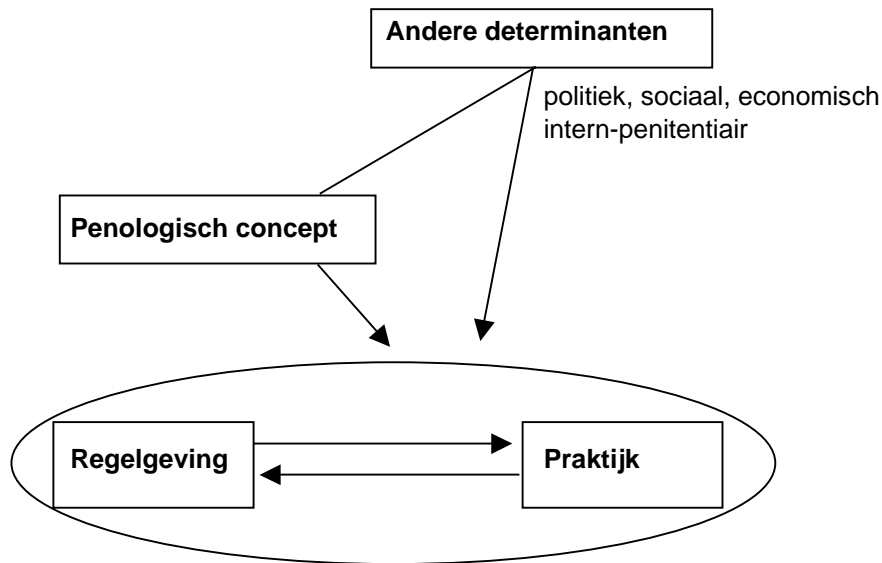 Andere determinanten
politiek, sociaal, economisch
intern-penitentiair
Penologisch concept
Regelgeving
Praktijk